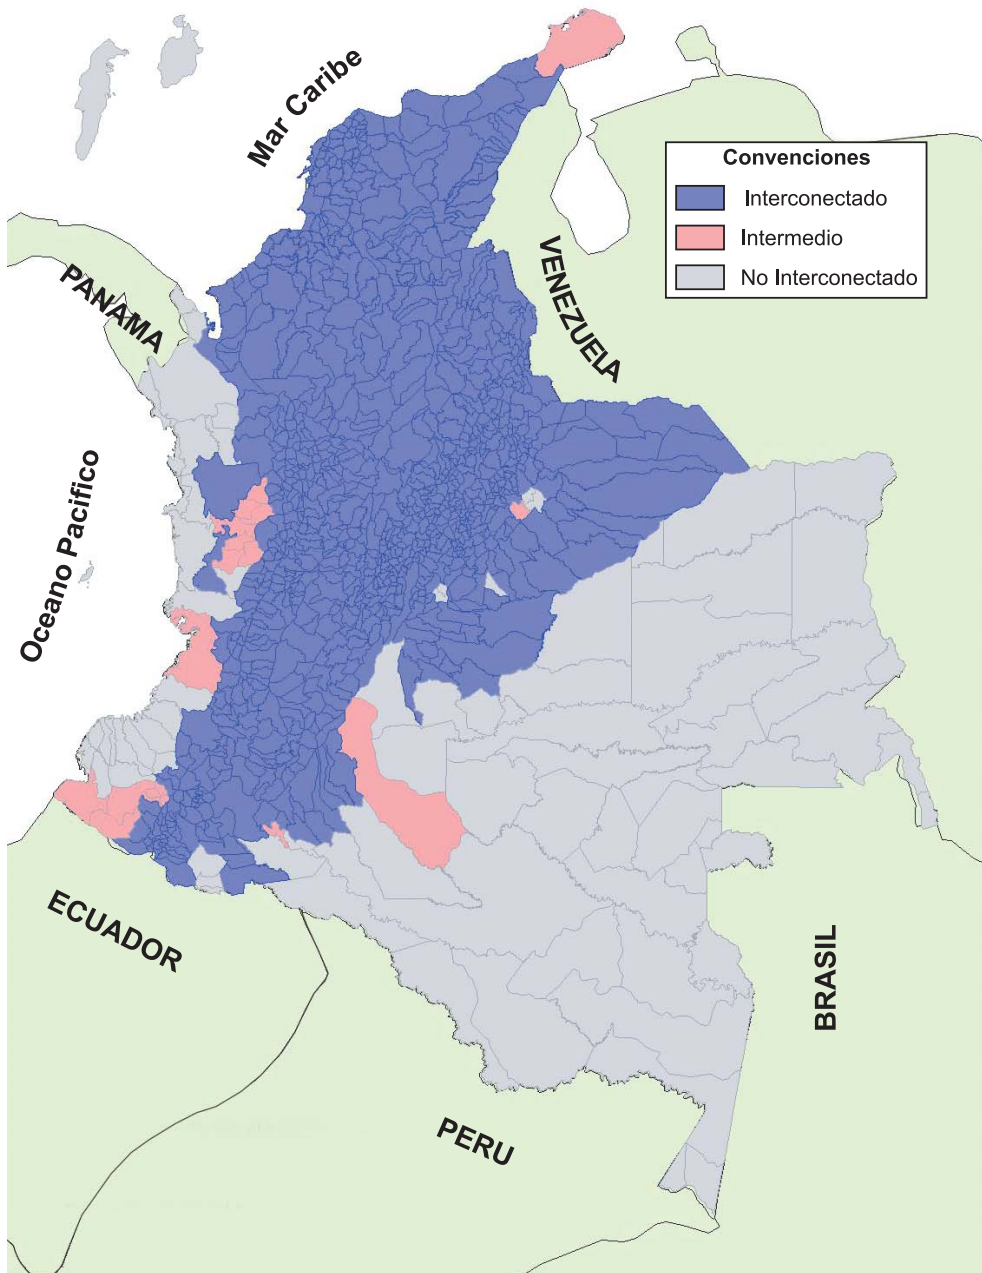 Mar Caribe
Convenciones
Interconectado
Intermedio
No Interconectado
PANAMA
VENEZUELA
Oceano Pacifico
ECUADOR
BRASIL
PERU